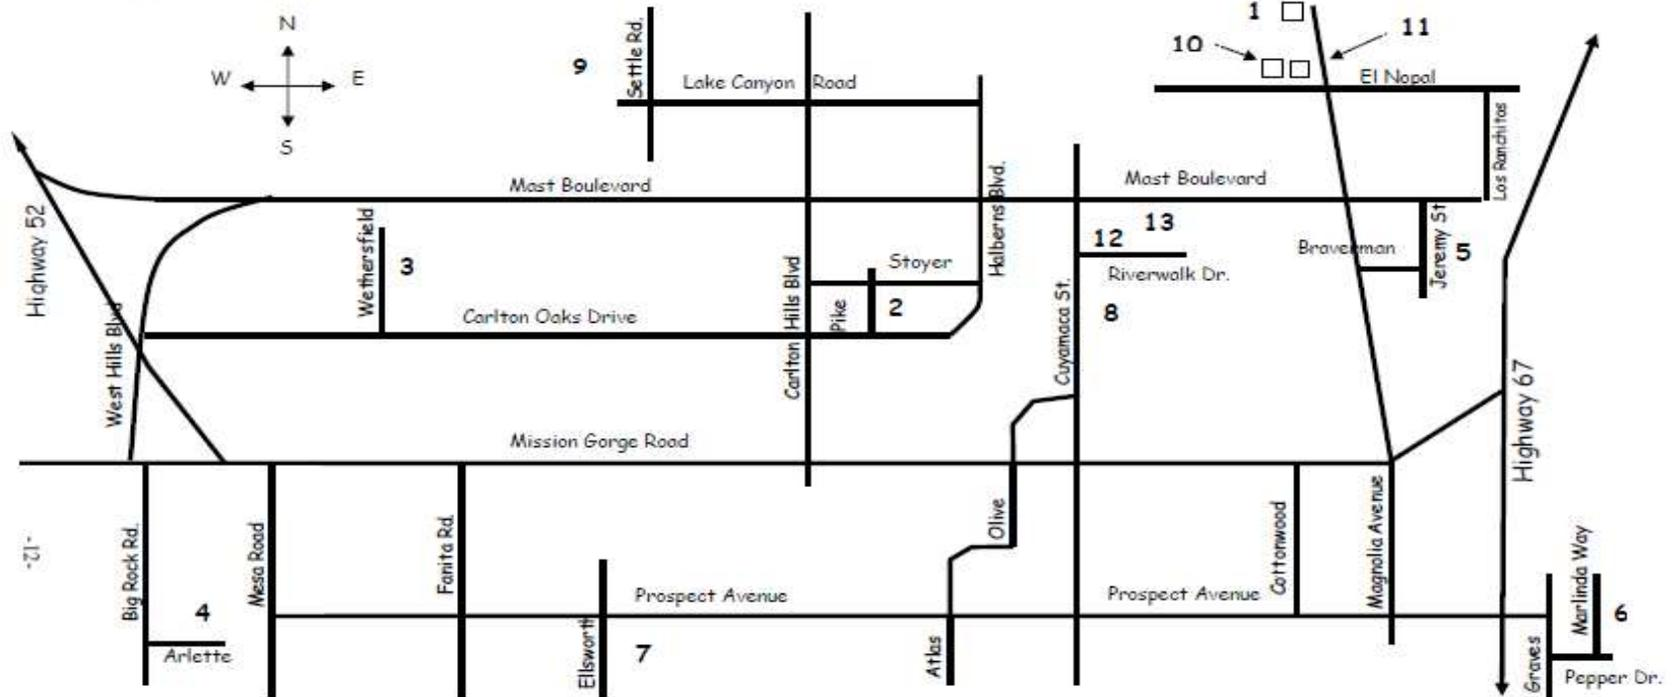 1
11
N
10
Settle Rd.
9
W
E
Lake Canyon Road
El Nopal
S
Los Ranchitos
Mast Boulevard
Mast Boulevard
Halberns Blvd.
Highway 52
Wethersfield
3
12
13
Braverman
Jeremy St
5
Stoyer
Riverwalk Dr.
Carlton Hills Blvd
Pike
2
Cuyamaca St.
8
Carlton Oaks Drive
West Hills Blvd
Highway 67
Mission Gorge Road
-12-
Big Rock Rd.
Mesa Road
Fanita Rd.
Olive
Cottonwood
Magnolia Avenue
Marlinda Way
Prospect Avenue
Prospect Avenue
4
6
Arlette
Ellsworth
7
Atlas
Graves
Pepper Dr.